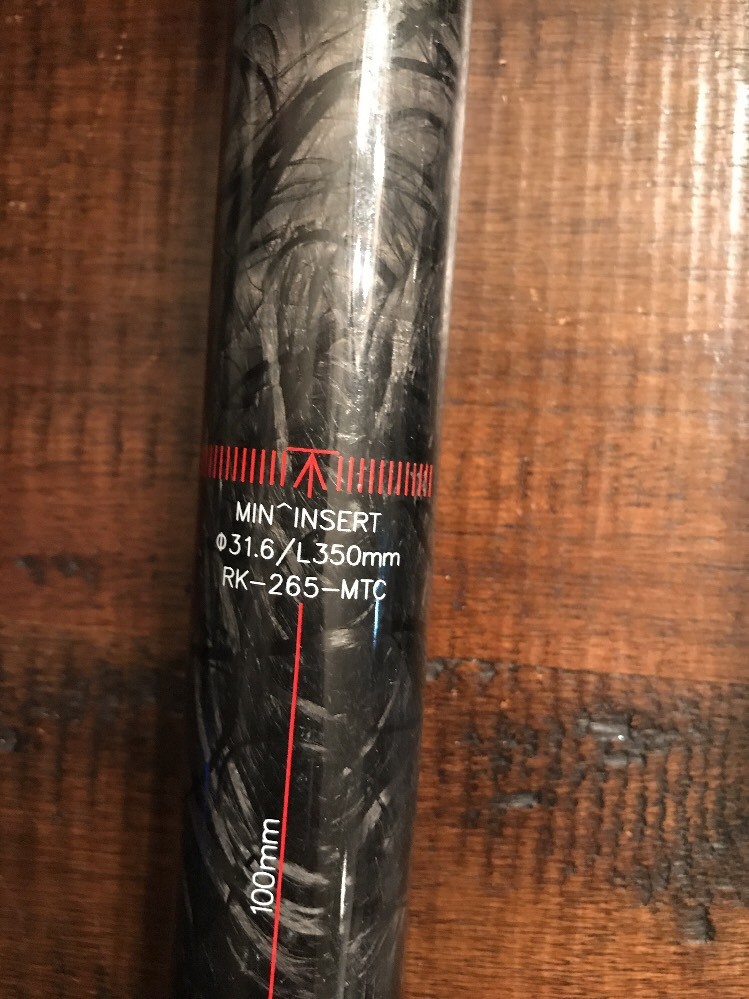 MIN^INSERT
Φ31.6/L350mm
RK-265-MTC
100mm